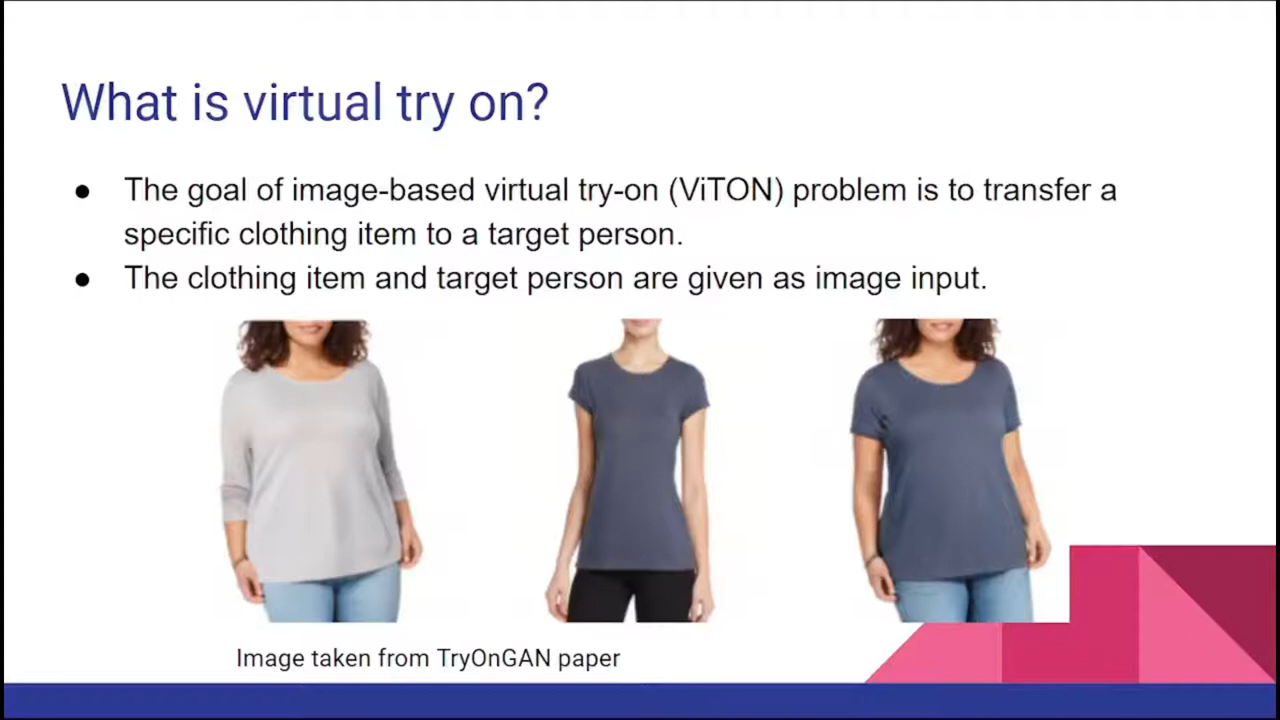 What is virtual try on?
● The goal of image-based virtual try-on (ViTON) problem is to transfer a
specific clothing item to a target person.
● The clothing item and target person are given as image input.
Image taken from TryOnGAN paper